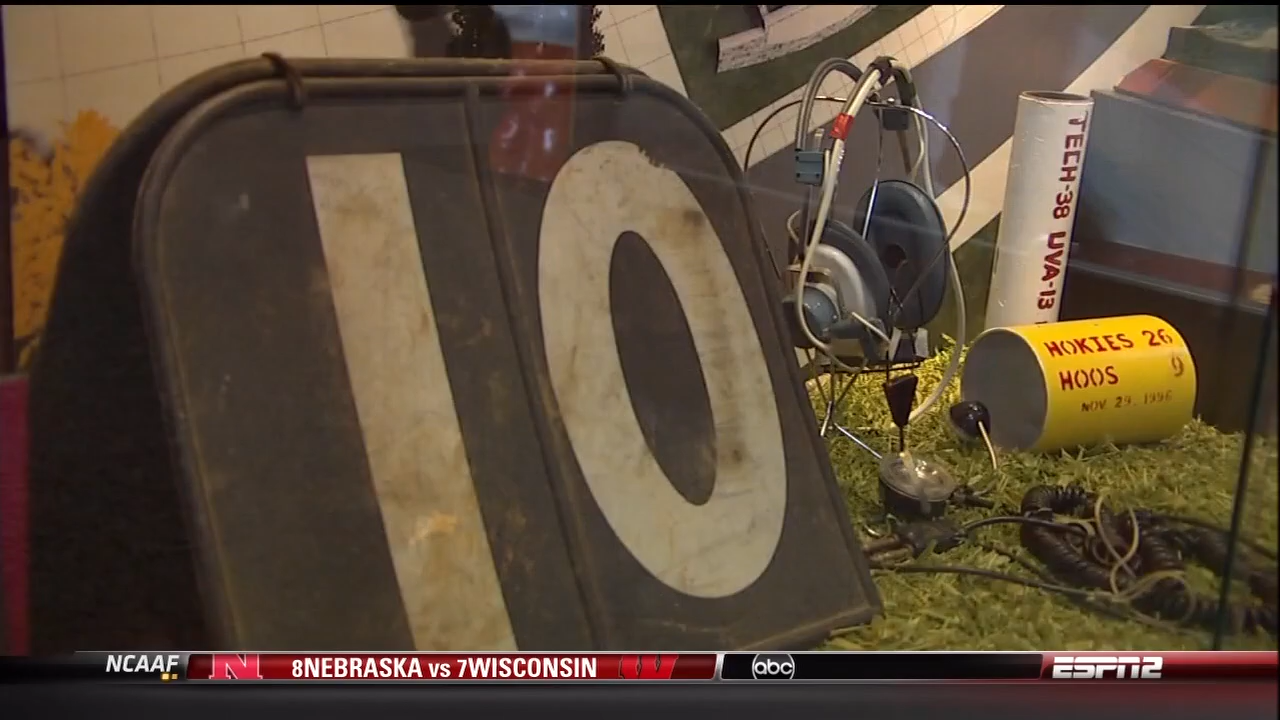 10
TECH-38 UVA-13
HOKIES 26
HOOS 9
NOV. 29, 1996
NCAAF N 8NEBRASKA vs 7WISCONSIN W abc ESPN2